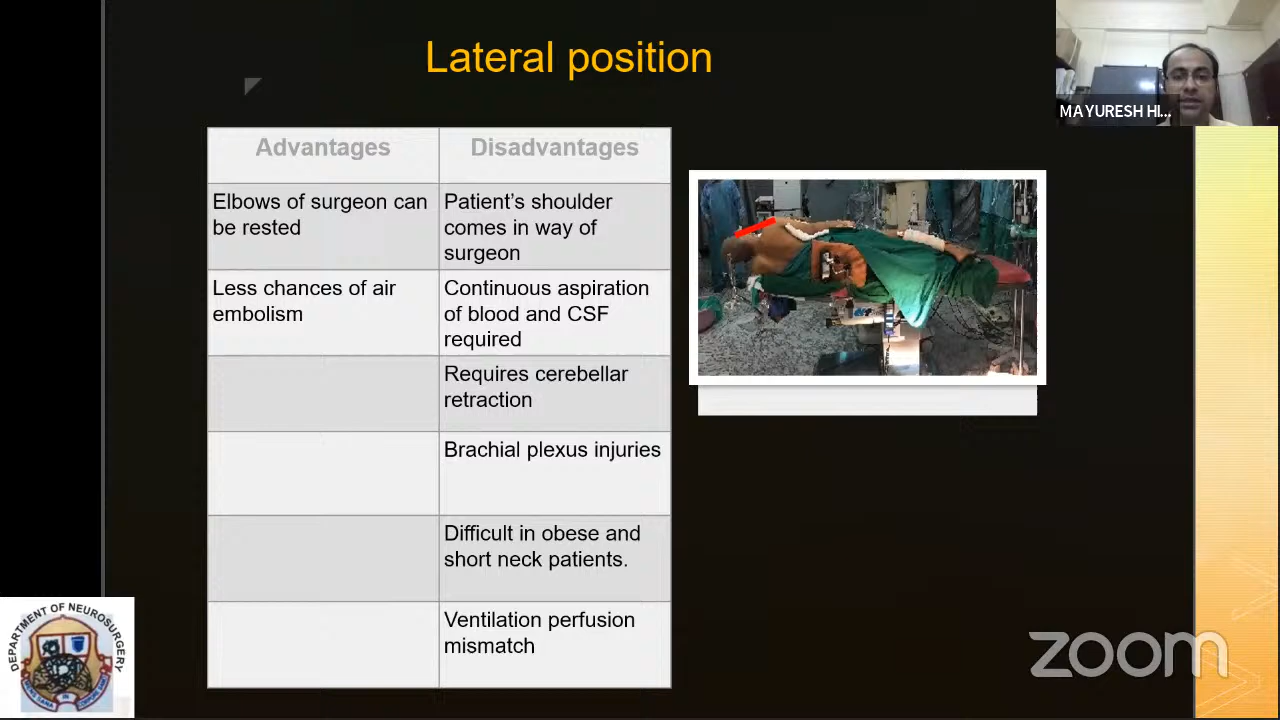 Lateral position
MAYURESH HI...
Advantages
Disadvantages
Elbows of surgeon can
be rested
Patient’s shoulder
comes in way of
surgeon
Less chances of air
embolism
Continuous aspiration
of blood and CSF
required
Requires cerebellar
retraction
Brachial plexus injuries
Difficult in obese and
short neck patients.
Ventilation perfusion
mismatch
DEPARTMENT OF NEUROSURGERY
zoom